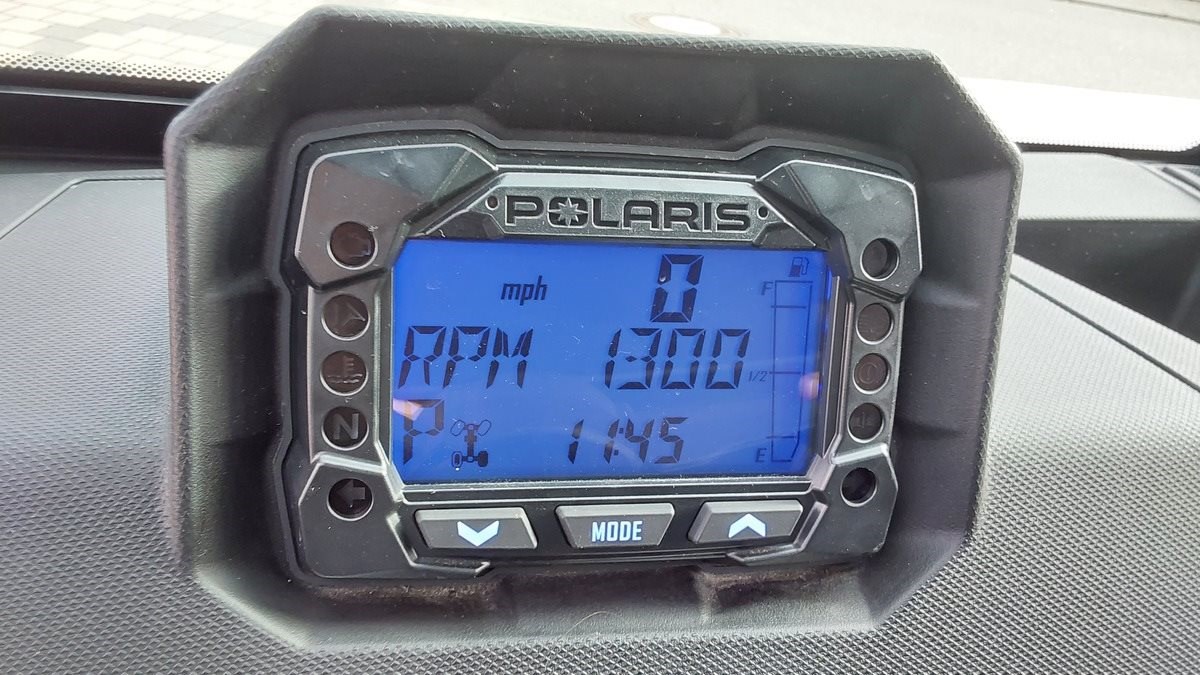 POLARIS
mph 0
F
RPM 1300
1/2
P 11:45
E
N
MODE